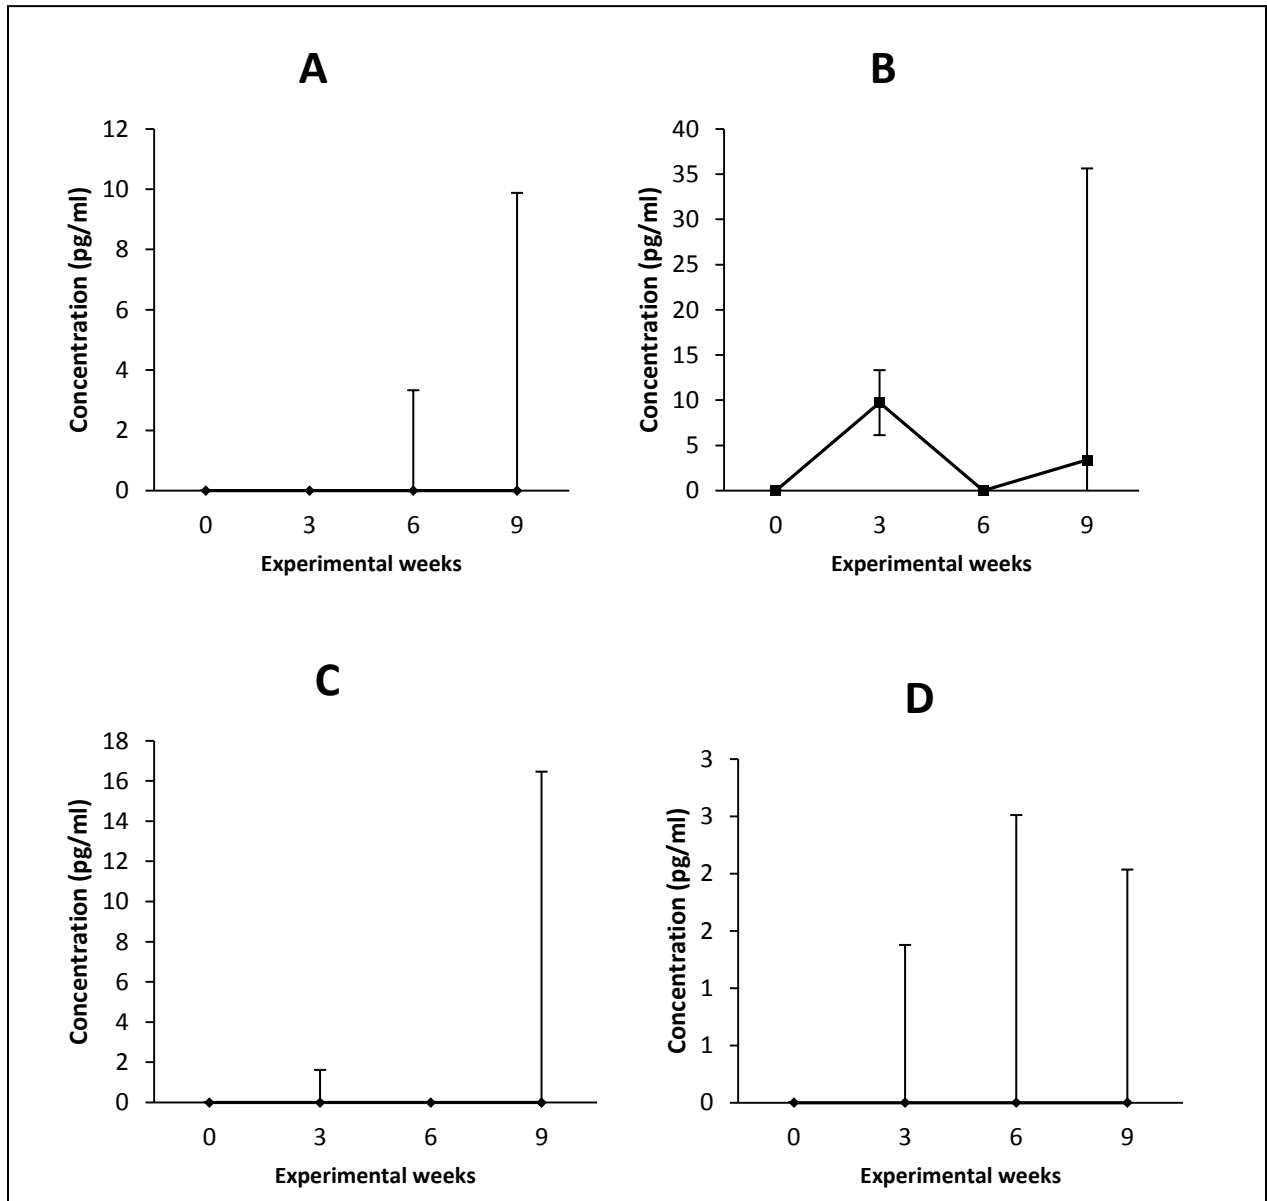 A
Concentration (pg/ml)
12
10
8
6
4
2
0
0 3 6 9
Experimental weeks
B
Concentration (pg/ml)
40
35
30
25
20
15
10
5
0
0 3 6 9
Experimental weeks
C
Concentration (pg/ml)
18
16
14
12
10
8
6
4
2
0
0 3 6 9
Experimental weeks
D
Concentration (pg/ml)
3
3
2
2
1
1
0
0 3 6 9
Experimental weeks